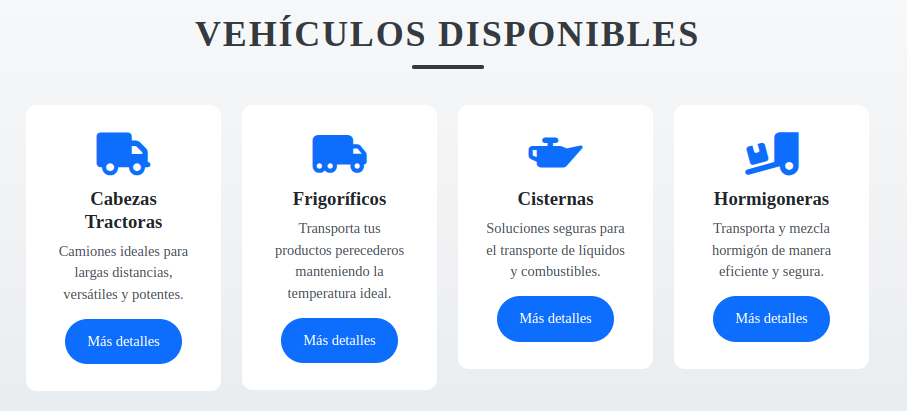 VEHÍCULOS DISPONIBLES
Cabezas
Tractoras
Camiones ideales para
largas distancias,
versátiles y potentes.
Más detalles
Frigoríficos
Transporta tus
productos perecederos
manteniendo la
temperatura ideal.
Más detalles
Cisternas
Soluciones seguras para
el transporte de líquidos
y combustibles.
Más detalles
Hormigoneras
Transporta y mezcla
hormigón de manera
eficiente y segura.
Más detalles